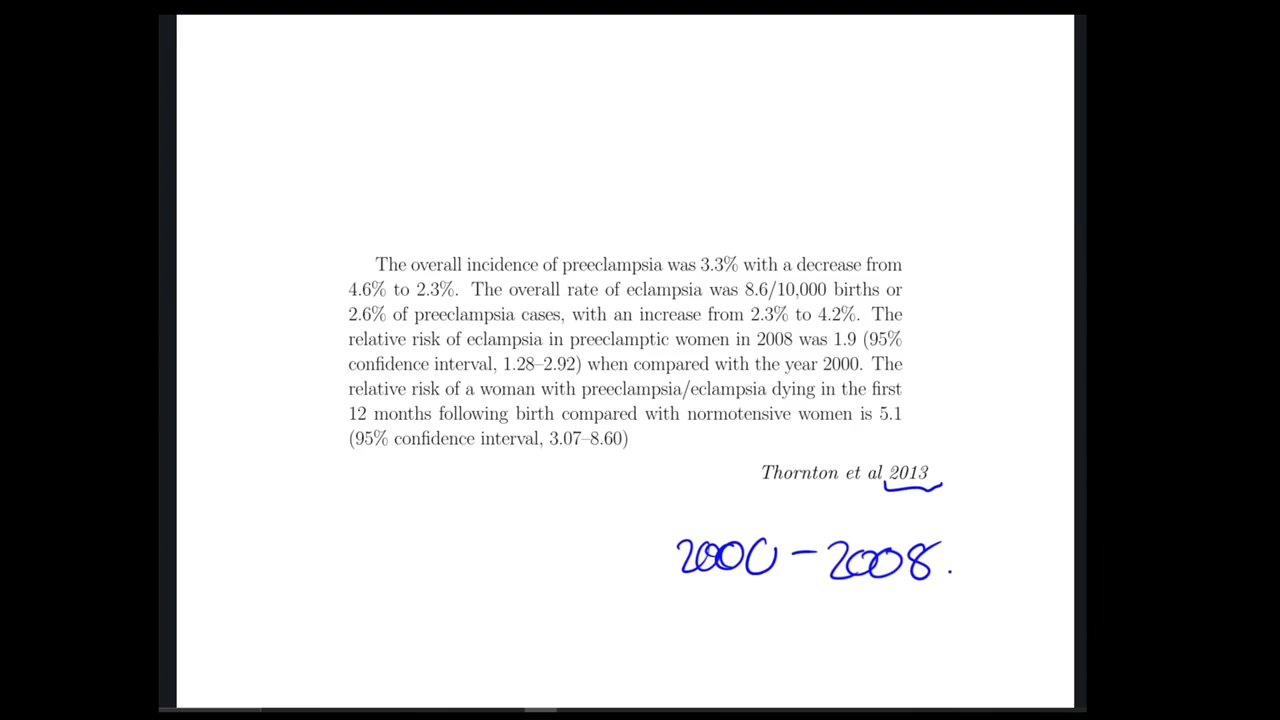 The overall incidence of preeclampsia was 3.3% with a decrease from
4.6% to 2.3%. The overall rate of eclampsia was 8.6/10,000 births or
2.6% of preeclampsia cases, with an increase from 2.3% to 4.2%. The
relative risk of eclampsia in preeclamptic women in 2008 was 1.9 (95%
confidence interval, 1.28–2.92) when compared with the year 2000. The
relative risk of a woman with preeclampsia/eclampsia dying in the first
12 months following birth compared with normotensive women is 5.1
(95% confidence interval, 3.07–8.60)
Thornton et al 2013
2000 – 2008.